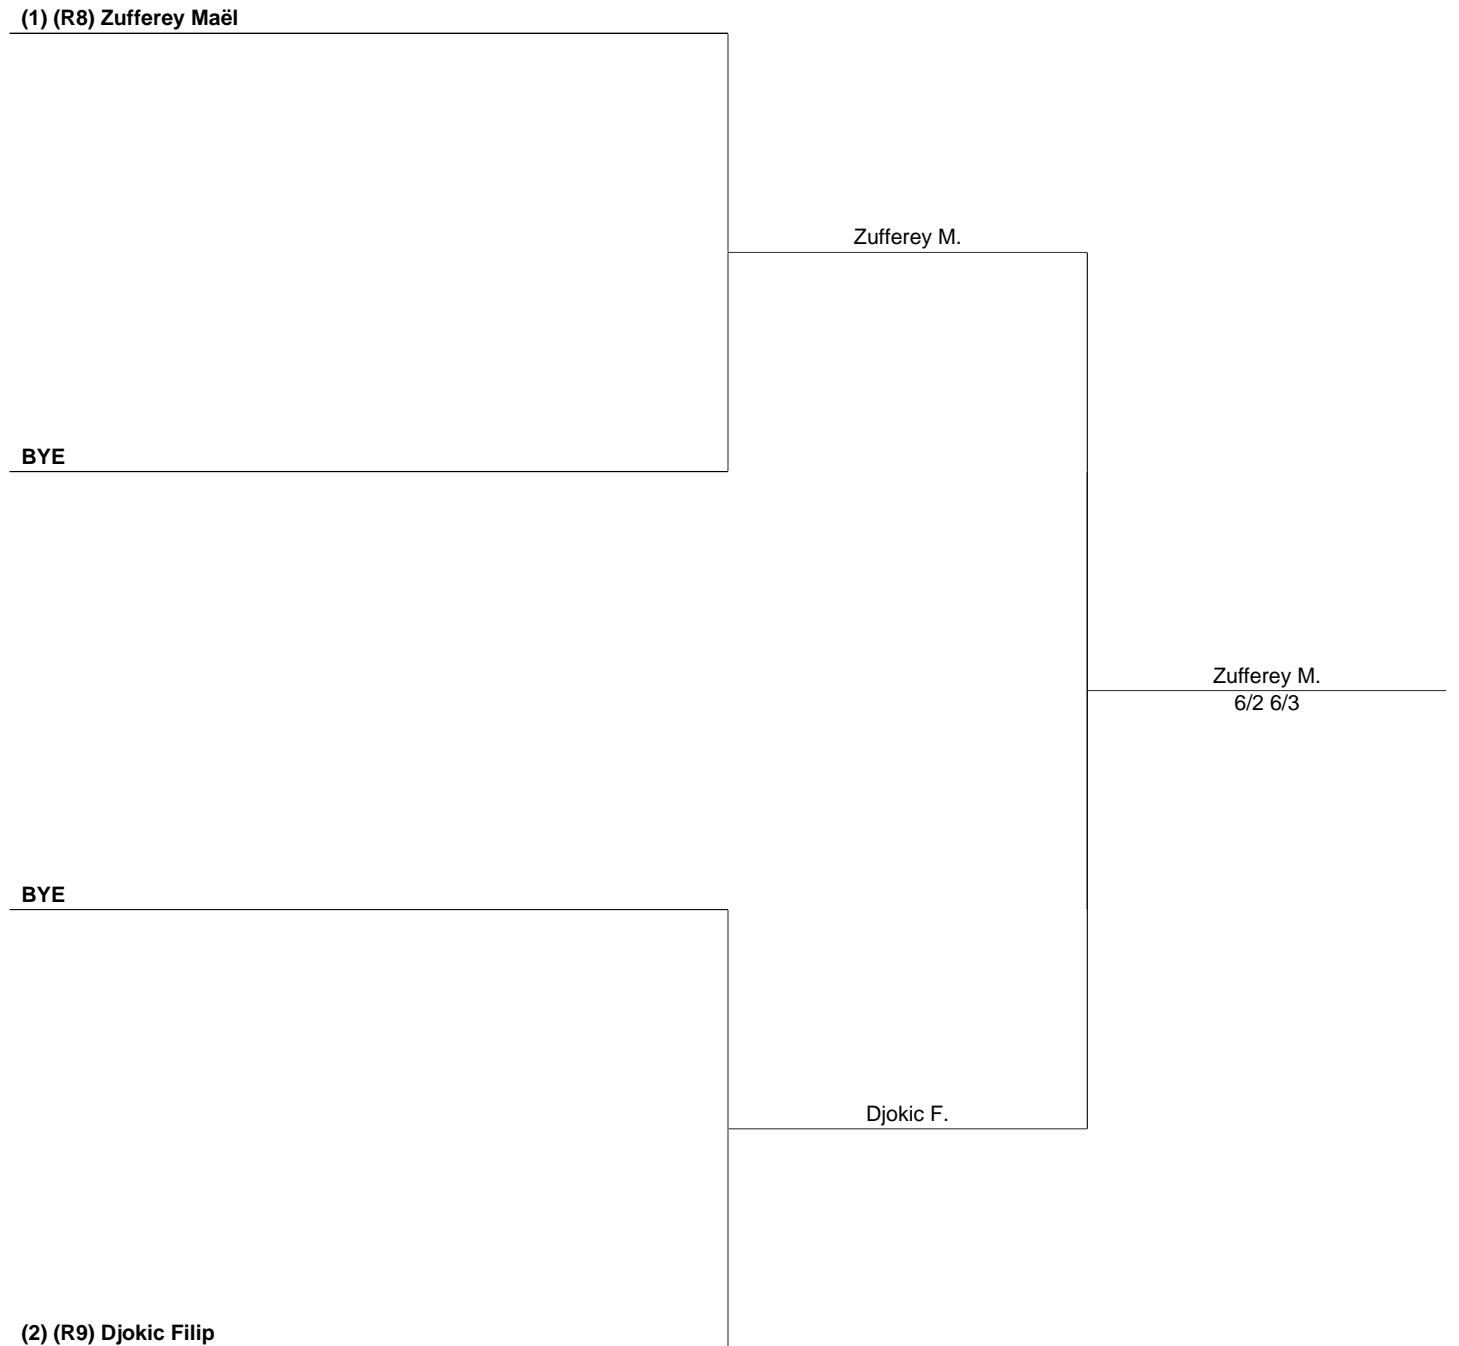 (1) (R8) Zufferey Maël
Zufferey M.
BYE
Zufferey M.
6/2 6/3
BYE
Djokic F.
(2) (R9) Djokic Filip